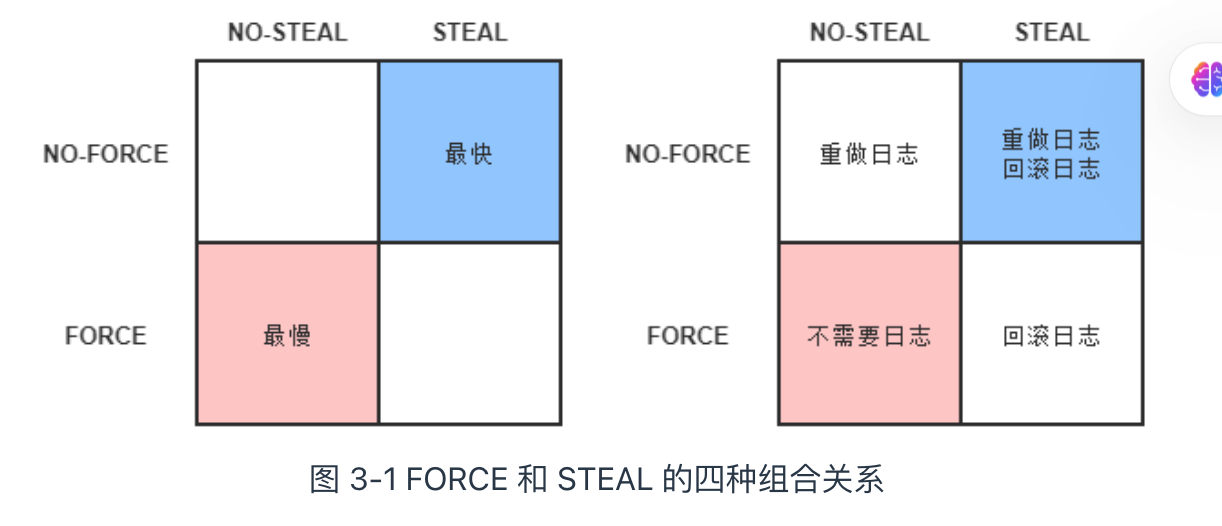 NO-STEAL STEAL
NO-FORCE 最快
FORCE 最慢
NO-STEAL STEAL
NO-FORCE 重做日志 重做日志
回滚日志
FORCE 不需要日志 回滚日志
图 3-1 FORCE 和 STEAL 的四种组合关系